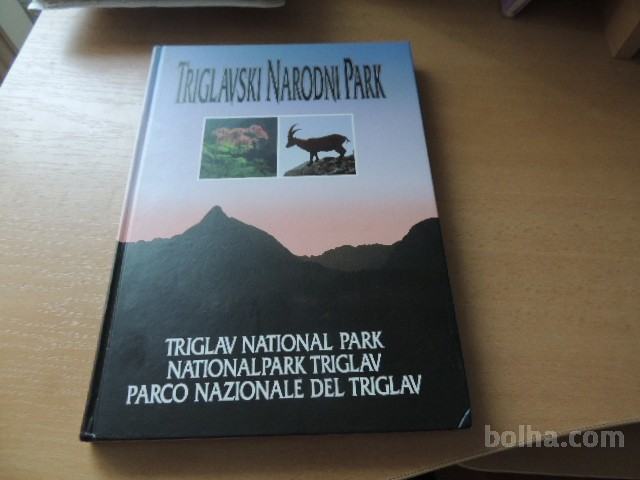 TRIGLAVSKI NARODNI PARK
TRIGLAV NATIONAL PARK
NATIONALPARK TRIGLAV
PARCO NAZIONALE DEL TRIGLAV
bolha.com